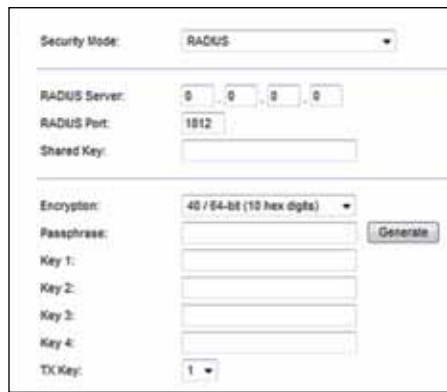 Security Mode: RADIUS
RADIUS Server: 0 . 0 . 0 . 0
RADIUS Port: 1812
Shared Key:
Encryption: 40 / 64-bit (10 hex digits)
Passphrase: Generate
Key 1:
Key 2:
Key 3:
Key 4:
TX Key: 1